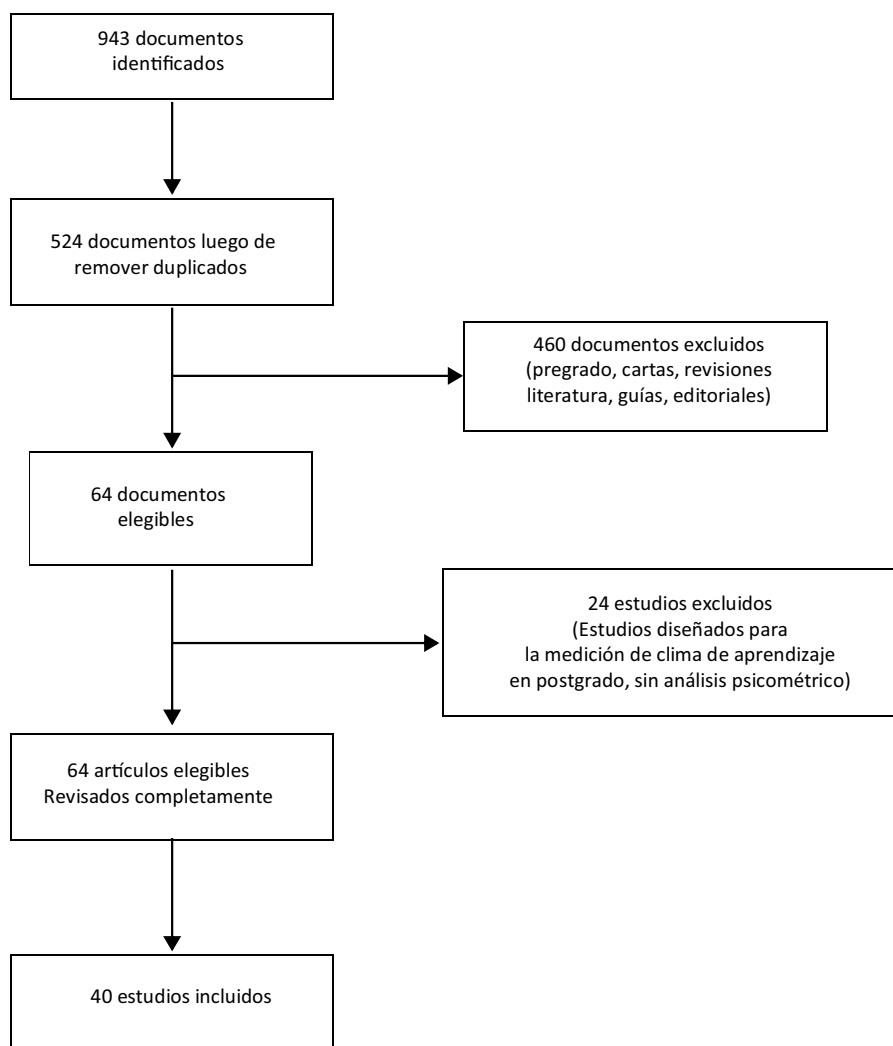 943 documentos
identificados
524 documentos luego de
remover duplicados
460 documentos excluidos
(pregrado, cartas, revisiones
literatura, guías, editoriales)
64 documentos
elegibles
24 estudios excluidos
(Estudios diseñados para
la medición de clima de aprendizaje
en postgrado, sin análisis psicométrico)
64 artículos elegibles
Revisados completamente
40 estudios incluidos